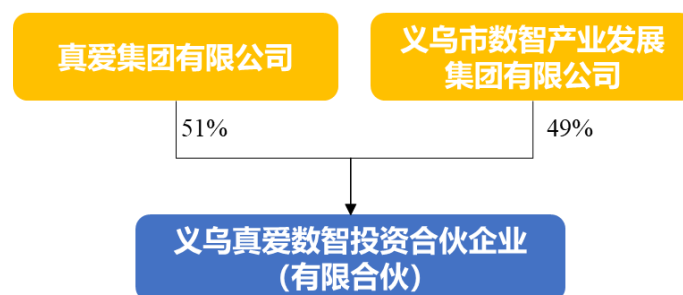 真爱集团有限公司
义乌市数智产业发展
集团有限公司
51%
49%
义乌真爱数智投资合伙企业
（有限合伙）